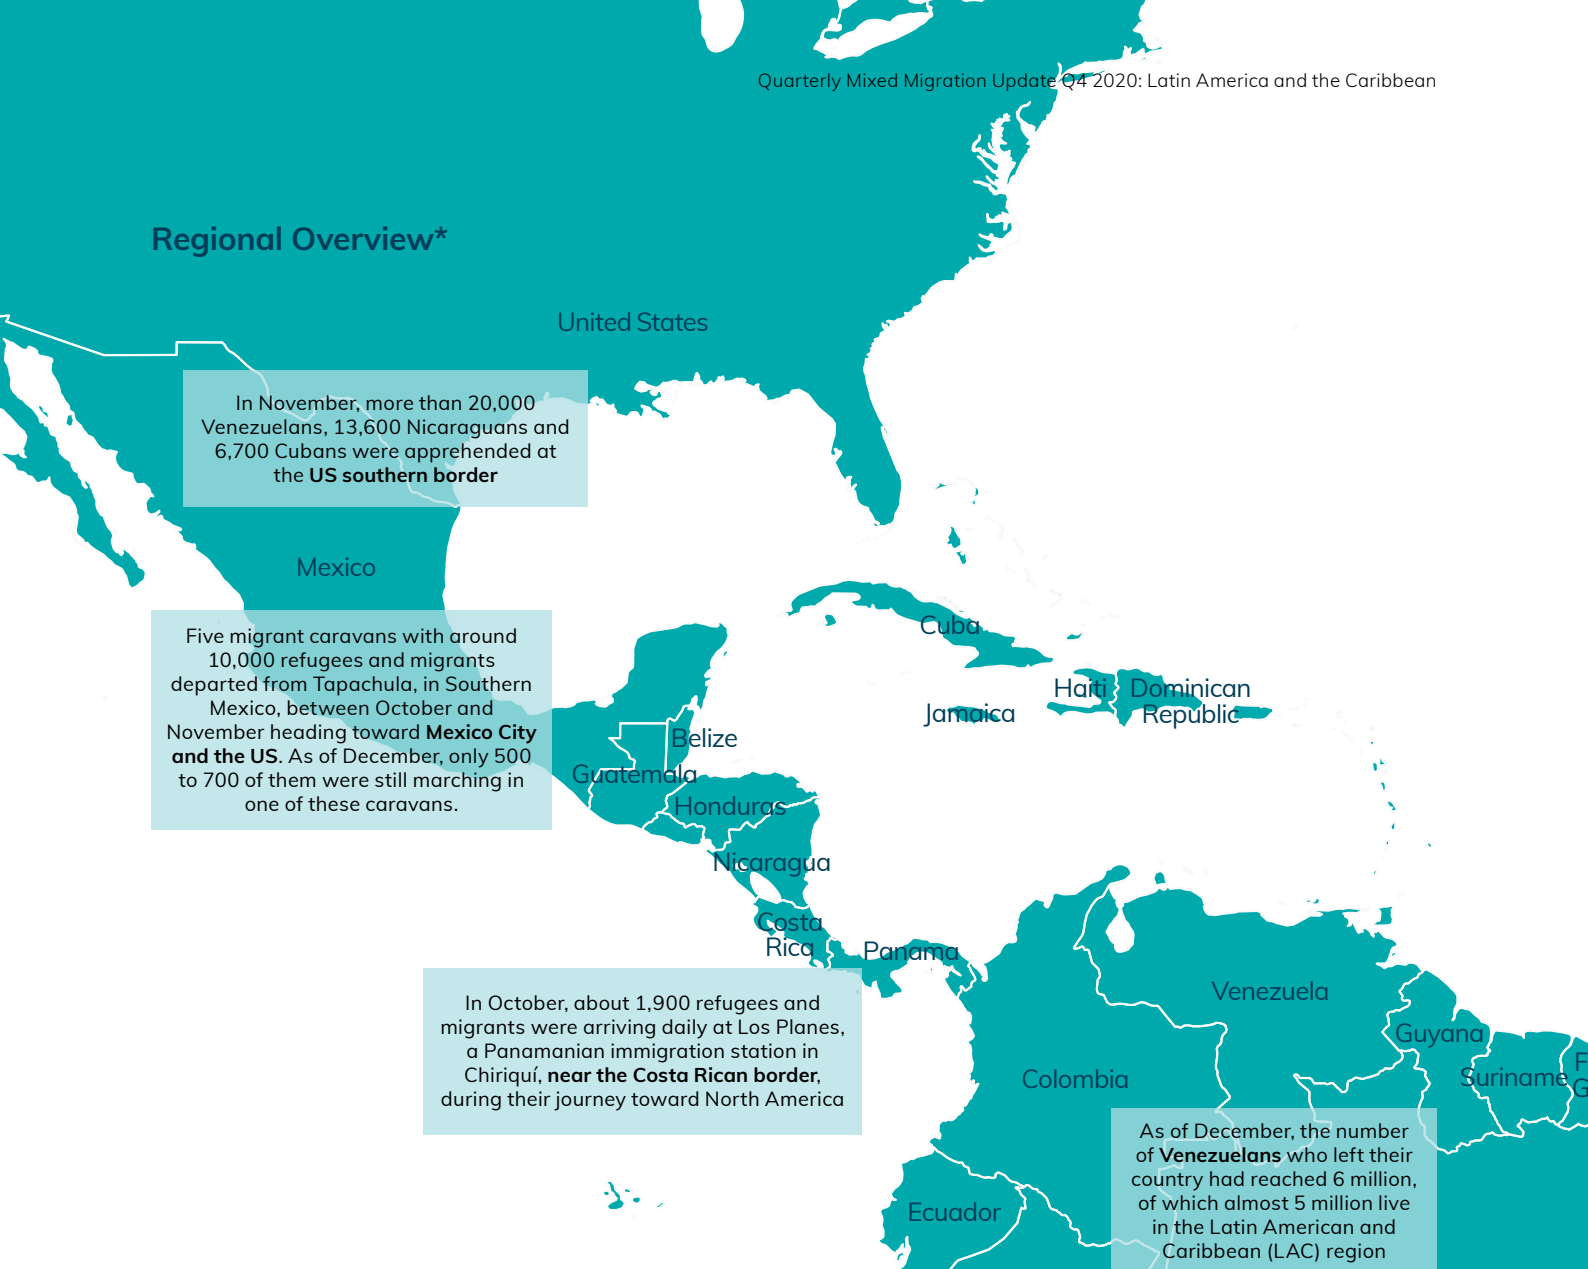 Quarterly Mixed Migration Update Q4 2020: Latin America and the Caribbean
Regional Overview*
United States
In November, more than 20,000
Venezuelans, 13,600 Nicaraguans and
6,700 Cubans were apprehended at
the US southern border
Mexico
Five migrant caravans with around
10,000 refugees and migrants
departed from Tapachula, in Southern
Mexico, between October and
November heading toward Mexico City
and the US. As of December, only 500
to 700 of them were still marching in
one of these caravans.
Cuba
Haiti
Dominican
Republic
Jamaica
Belize
Guatemala
Honduras
Nicaragua
Costa
Rica
Panama
In October, about 1,900 refugees and
migrants were arriving daily at Los Planes,
a Panamanian immigration station in
Chiriquí, near the Costa Rican border,
during their journey toward North America
Venezuela
Guyana
Suriname
F
G
Colombia
As of December, the number
of Venezuelans who left their
country had reached 6 million,
of which almost 5 million live
in the Latin American and
Caribbean (LAC) region
Ecuador